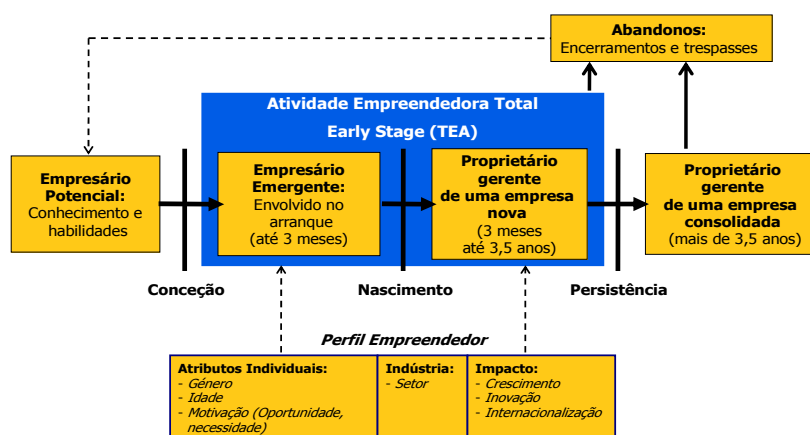 Abandonos:
Encerramentos e trespasses
Atividade Empreendedora Total
Early Stage (TEA)
Empresário
Potencial:
Conhecimento e
habilidades
Empresário
Emergente:
Envolvido no
arranque
(até 3 meses)
Proprietário
gerente
de uma empresa
nova
(3 meses
até 3,5 anos)
Proprietário
gerente
de uma empresa
consolidada
(mais de 3,5 anos)
Conceção
Nascimento
Persistência
Perfil Empreendedor
Atributos Individuais:
- Género
- Idade
- Motivação (Oportunidade,
necessidade)
Indústria:
- Setor
Impacto:
- Crescimento
- Inovação
- Internacionalização